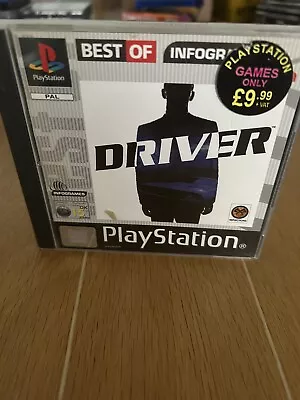 PlayStation
PAL
BEST OF
INFOGRA
PLAYSTATION
GAMES
ONLY
£9.99
+ VAT
DRIVER
INFOGRAMES
PlayStation